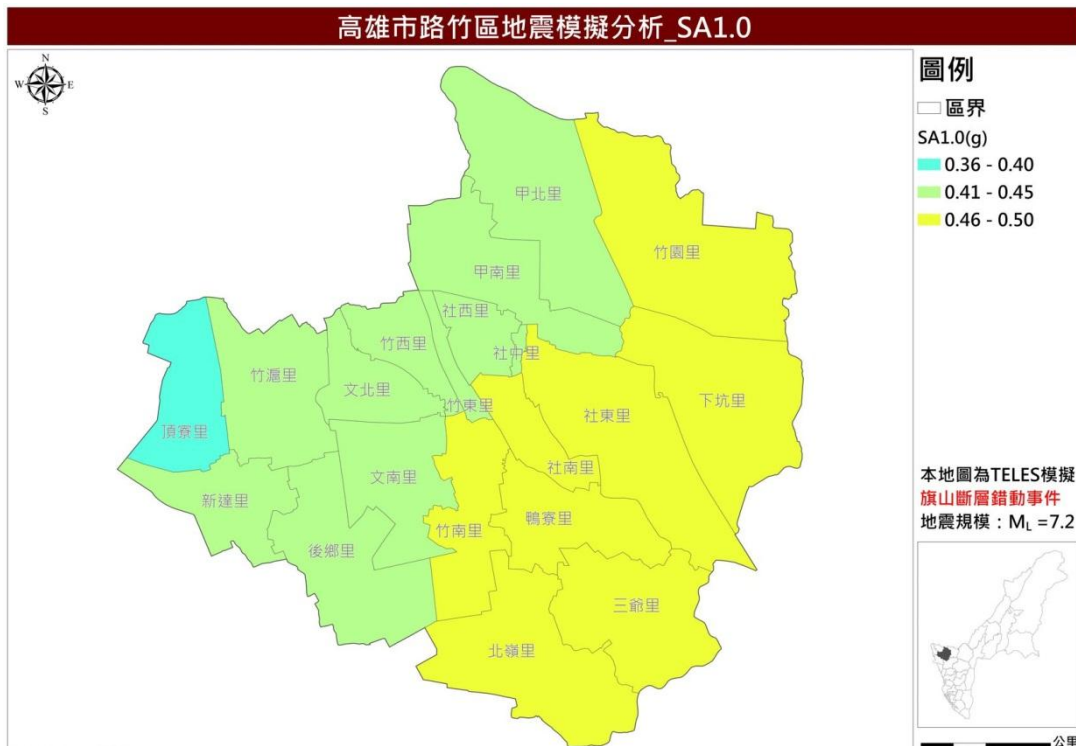 高雄市路竹區地震模擬分析_SA1.0
N
W
E
S
圖例
區界
SA1.0(g)
0.36 - 0.40
0.41 - 0.45
0.46 - 0.50
甲北里
竹園里
甲南里
社西里
竹西里
社中里
竹滬里
文北里
竹東里
社東里
下坑里
頂寮里
社南里
文南里
新達里
鴨寮里
竹南里
後鄉里
三爺里
北嶺里
本地圖為TELES模擬
旗山斷層錯動事件
地震規模：ML =7.2
公里